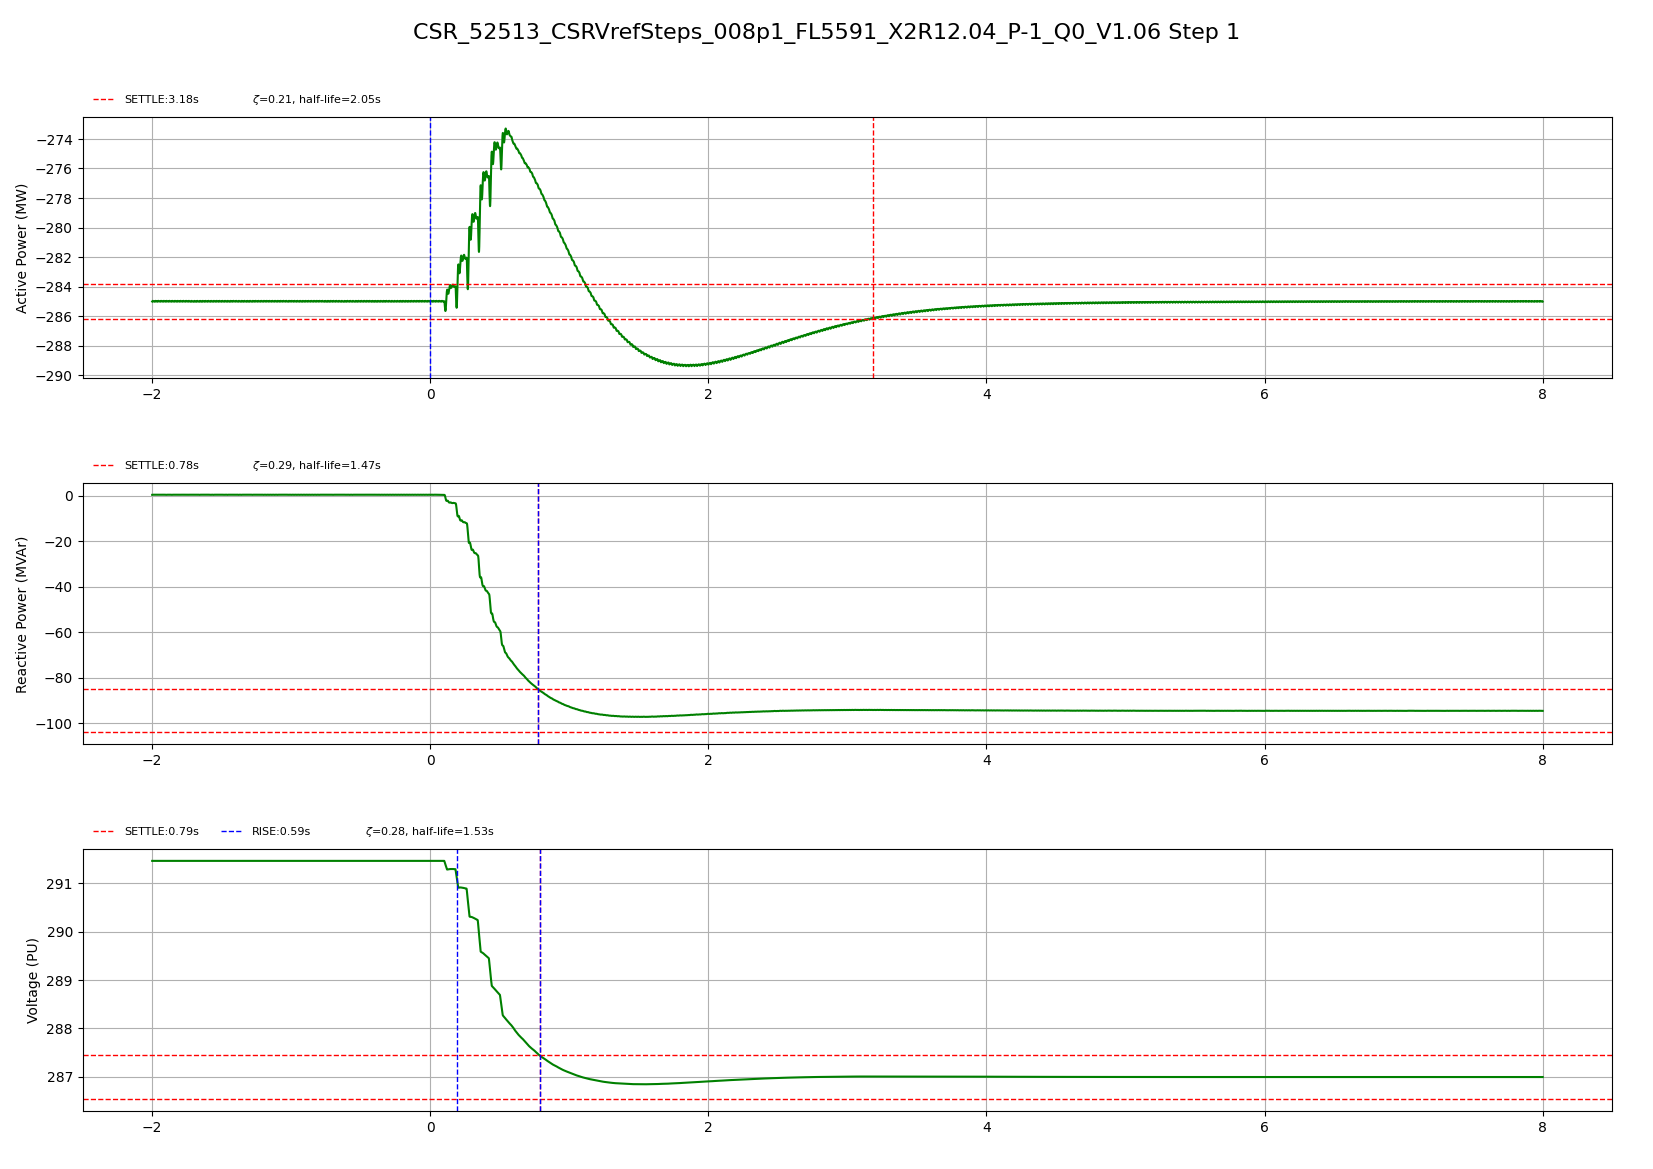 CSR_52513_CSRVrefSteps_008p1_FL5591_X2R12.04_P-1_Q0_V1.06 Step 1
SETTLE:3.18s ζ=0.21, half-life=2.05s
Active Power (MW)
−274
−276
−278
−280
−282
−284
−286
−288
−290
−2 0 2 4 6 8
SETTLE:0.78s ζ=0.29, half-life=1.47s
Reactive Power (MVAr)
0
−20
−40
−60
−80
−100
−2 0 2 4 6 8
SETTLE:0.79s RISE:0.59s ζ=0.28, half-life=1.53s
Voltage (PU)
291
290
289
288
287
−2 0 2 4 6 8